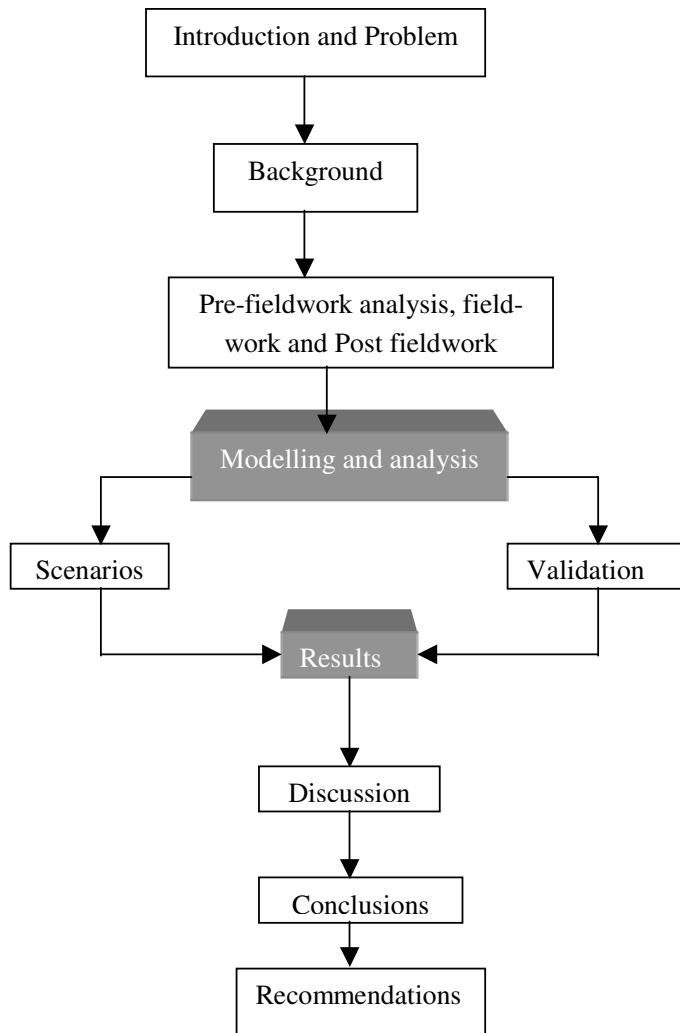 Introduction and Problem
Background
Pre-fieldwork analysis, field-
work and Post fieldwork
Modelling and analysis
Scenarios
Validation
Results
Discussion
Conclusions
Recommendations